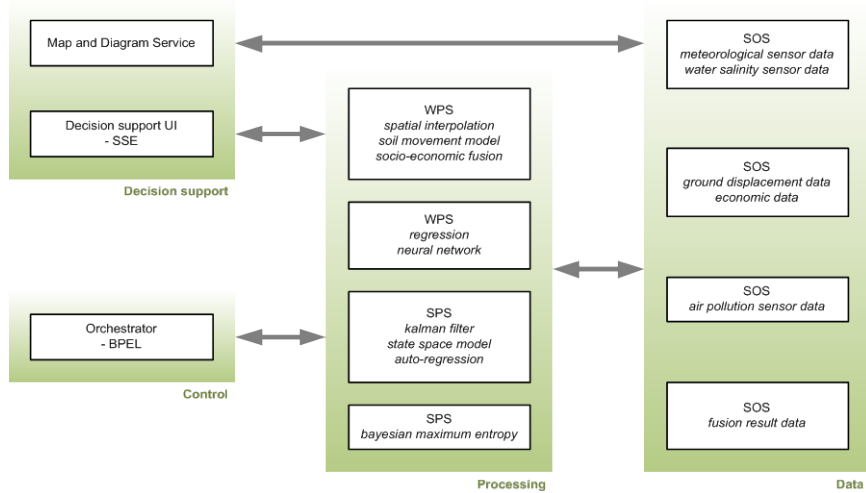 Map and Diagram Service
Decision support UI
- SSE
Decision support
Orchestrator
- BPEL
Control
WPS
spatial interpolation
soil movement model
socio-economic fusion
WPS
regression
neural network
SPS
kalman filter
state space model
auto-regression
SPS
bayesian maximum entropy
Processing
SOS
meteorological sensor data
water salinity sensor data
SOS
ground displacement data
economic data
SOS
air pollution sensor data
SOS
fusion result data
Data